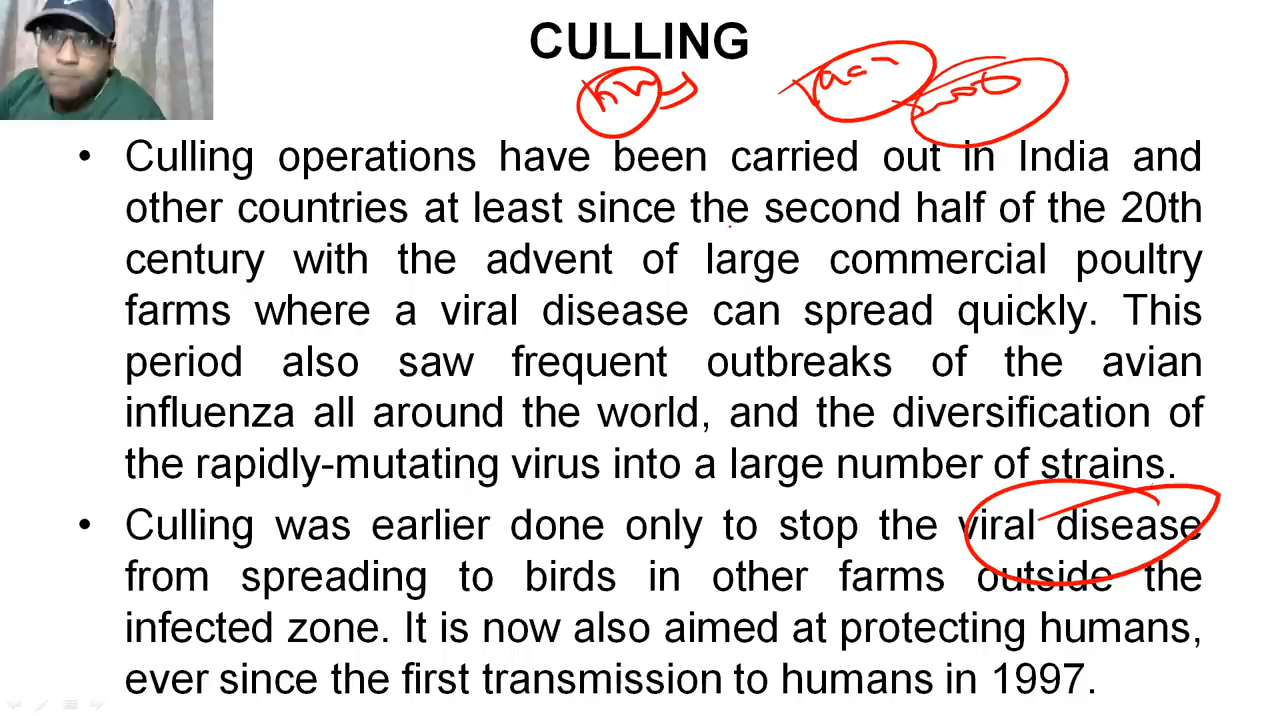 CULLING
• Culling operations have been carried out in India and
other countries at least since the second half of the 20th
century with the advent of large commercial poultry
farms where a viral disease can spread quickly. This
period also saw frequent outbreaks of the avian
influenza all around the world, and the diversification of
the rapidly-mutating virus into a large number of strains.
• Culling was earlier done only to stop the viral disease
from spreading to birds in other farms outside the
infected zone. It is now also aimed at protecting humans,
ever since the first transmission to humans in 1997.